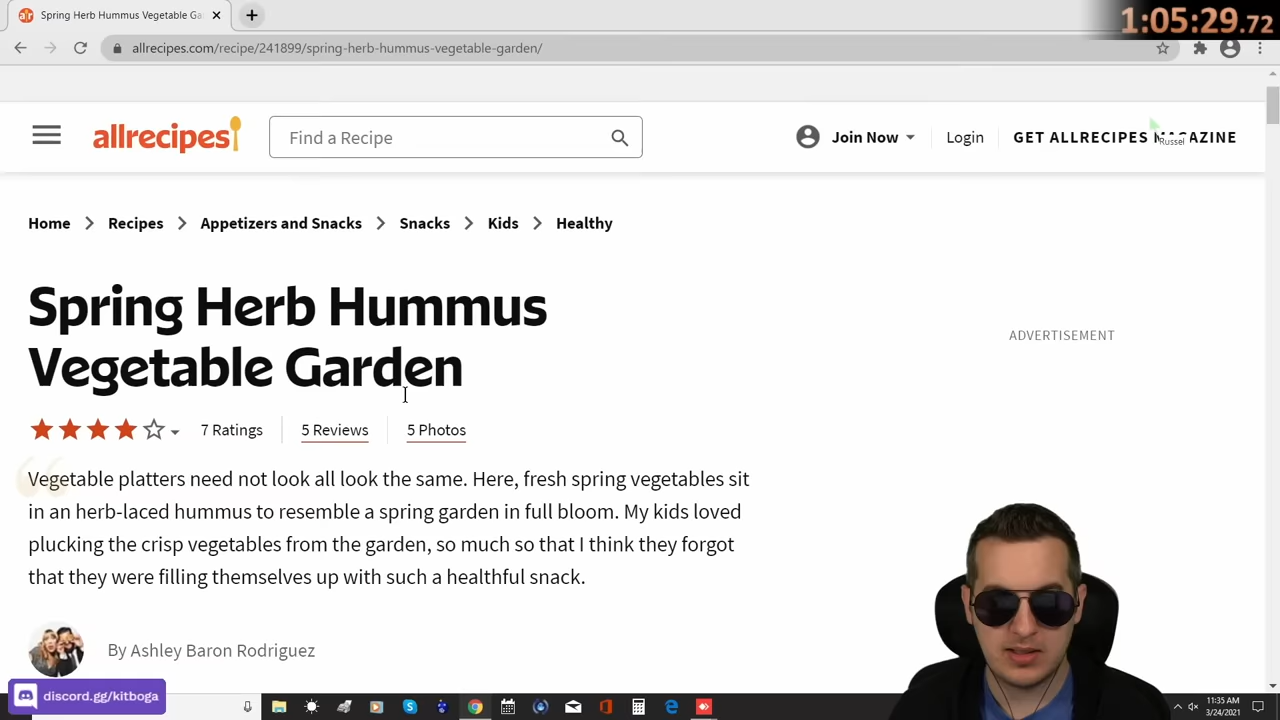 Spring Herb Hummus Vegetable Ga
1:05:29.72
allrecipes.com/recipe/241899/spring-herb-hummus-vegetable-garden/
allrecipes
Find a Recipe
Join Now
Login
GET ALLRECIPES MAGAZINE
Russel
Home > Recipes > Appetizers and Snacks > Snacks > Kids > Healthy
Spring Herb Hummus
Vegetable Garden
ADVERTISEMENT
7 Ratings
5 Reviews
5 Photos
Vegetable platters need not look all look the same. Here, fresh spring vegetables sit
in an herb-laced hummus to resemble a spring garden in full bloom. My kids loved
plucking the crisp vegetables from the garden, so much so that I think they forgot
that they were filling themselves up with such a healthful snack.
By Ashley Baron Rodriguez
discord.gg/kitboga
11:35 AM
3/24/2021